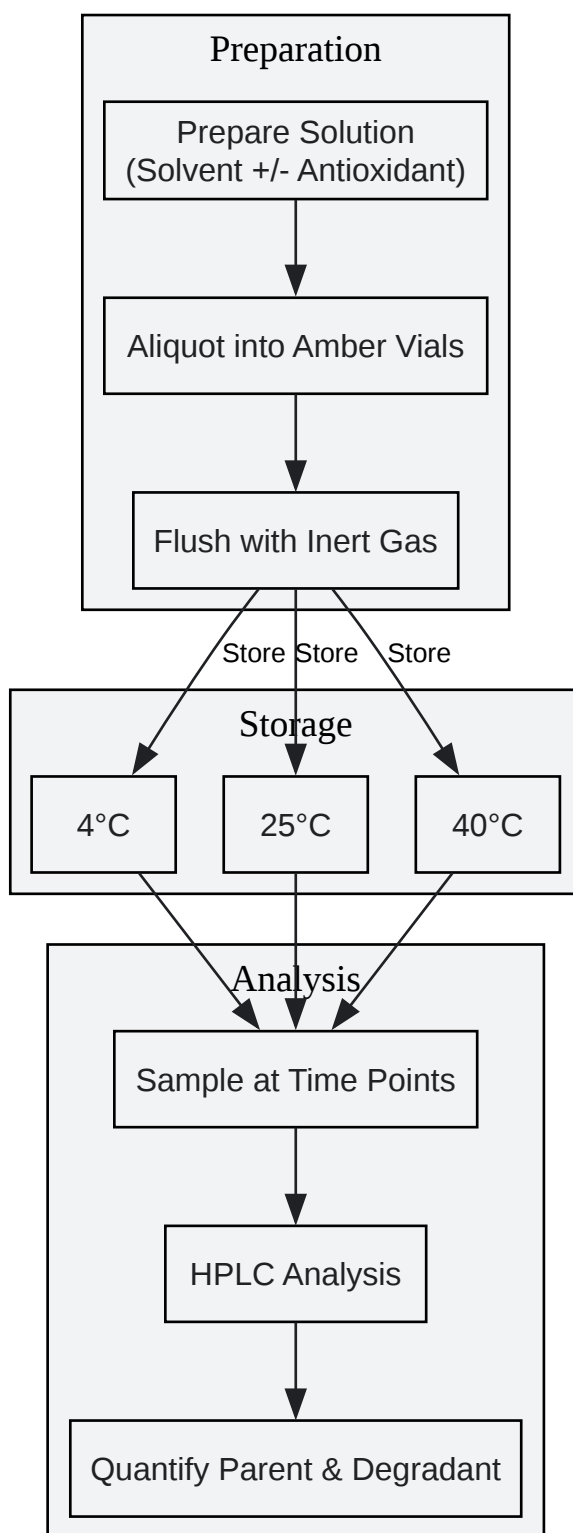 Preparation
Prepare Solution
(Solvent +/- Antioxidant)
Aliquot into Amber Vials
Flush with Inert Gas
Store Store Store
Storage
4°C 25°C 40°C
Analysis
Sample at Time Points
HPLC Analysis
Quantify Parent & Degradant